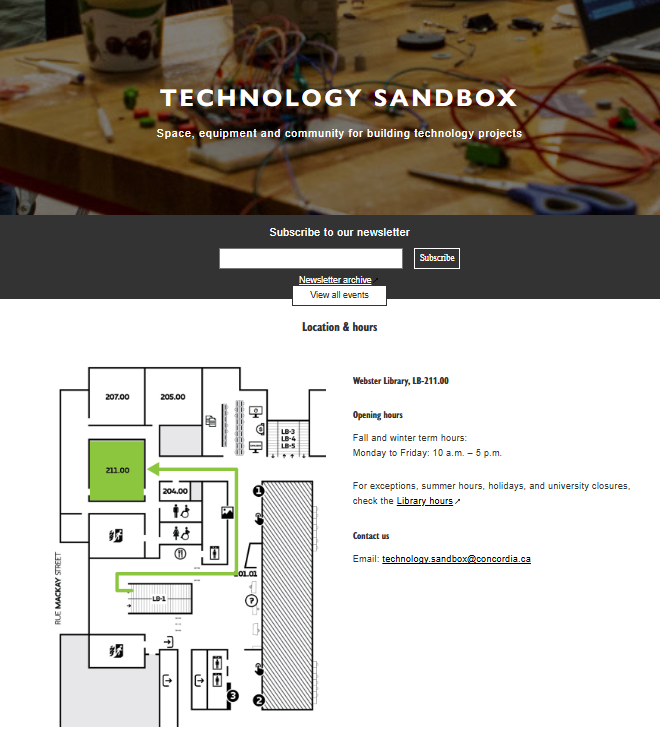 TECHNOLOGY SANDBOX
Space, equipment and community for building technology projects
Subscribe to our newsletter
Subscribe
Newsletter archive
View all events
Location & hours
207.00
205.00
LB-3
LB-4
LB-5
211.00
204.00
1
01.01
?
LB-1
RUE MACKAY STREET
3
2
Webster Library, LB-211.00
Opening hours
Fall and winter term hours:
Monday to Friday: 10 a.m. – 5 p.m.
For exceptions, summer hours, holidays, and university closures,
check the Library hours
Contact us
Email: technology.sandbox@concordia.ca